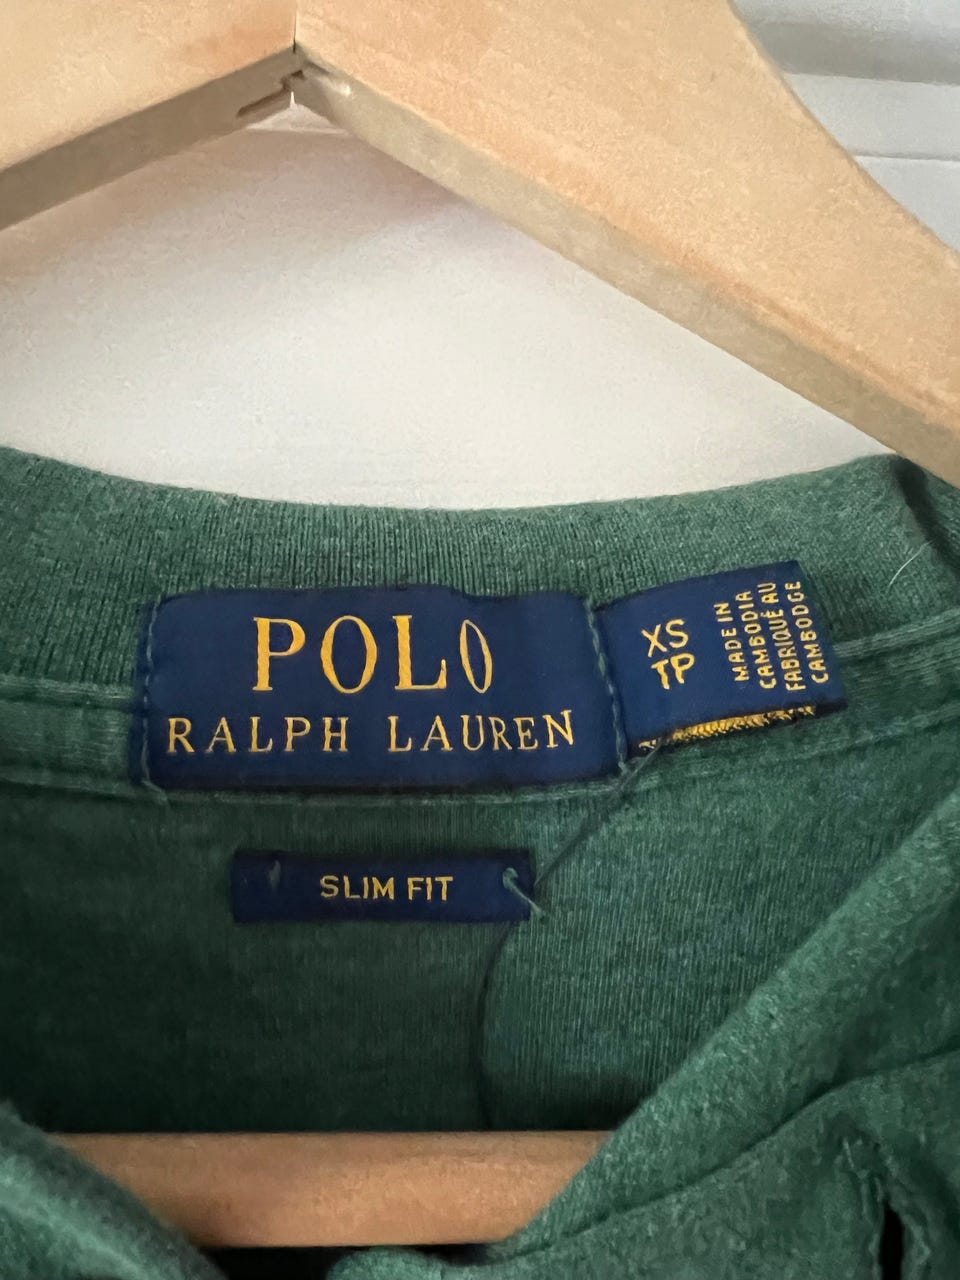 POLO
RALPH LAUREN
XS
TP
MADE IN
CAMBODIA
FABRIQUÉ AU
CAMBODGE
SLIM FIT